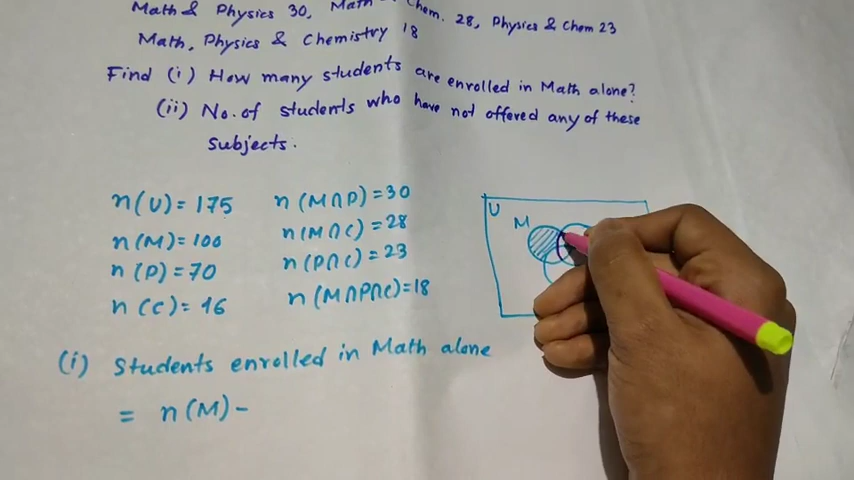 Math & Physics 30, Math Chem. 28, Physics & Chem 23
Math, Physics & Chemistry 18
Find (i) How many students are enrolled in Math alone?
(ii) No. of students who have not offered any of these
subjects.
n(U) = 175
n(M) = 100
n(P) = 70
n(C) = 16
n(M∩P) = 30
n(M∩C) = 28
n(P∩C) = 23
n(M∩P∩C) = 18
U
M
(i) Students enrolled in Math alone
= n(M) -